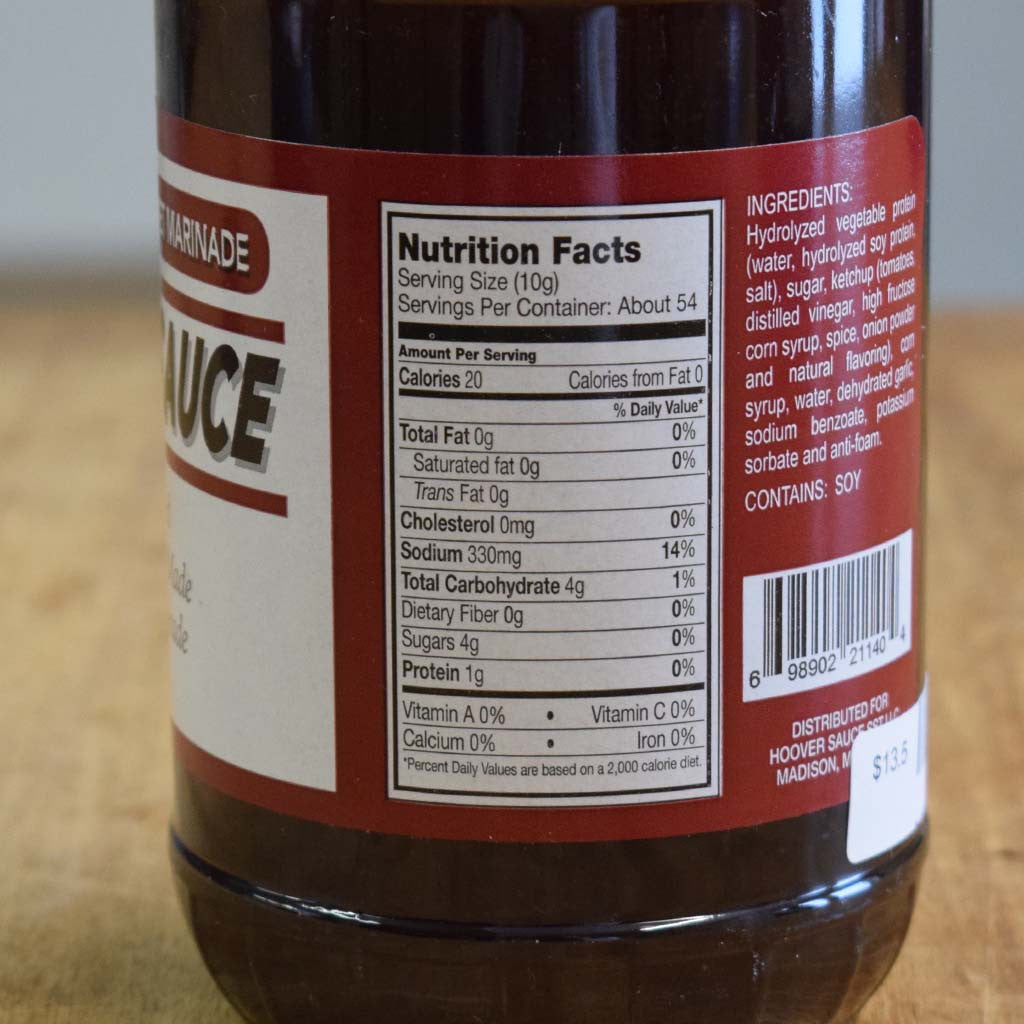 MARINADE
SAUCE
Nutrition Facts
Serving Size (10g)
Servings Per Container: About 54
Amount Per Serving
Calories 20 Calories from Fat 0
% Daily Value*
Total Fat 0g 0%
Saturated fat 0g 0%
Trans Fat 0g
Cholesterol 0mg 0%
Sodium 330mg 14%
Total Carbohydrate 4g 1%
Dietary Fiber 0g 0%
Sugars 4g 0%
Protein 1g 0%
Vitamin A 0% • Vitamin C 0%
Calcium 0% • Iron 0%
*Percent Daily Values are based on a 2,000 calorie diet.
INGREDIENTS:
Hydrolyzed vegetable protein
(water, hydrolyzed soy protein,
salt), sugar, ketchup (tomatoes,
distilled vinegar, high fructose
corn syrup, spice, onion powder
and natural flavoring), corn
syrup, water, dehydrated garlic,
sodium benzoate, potassium
sorbate and anti-foam.
CONTAINS: SOY
6 98902 21140 4
DISTRIBUTED FOR
HOOVER SAUCE
MADISON, M
$13.5